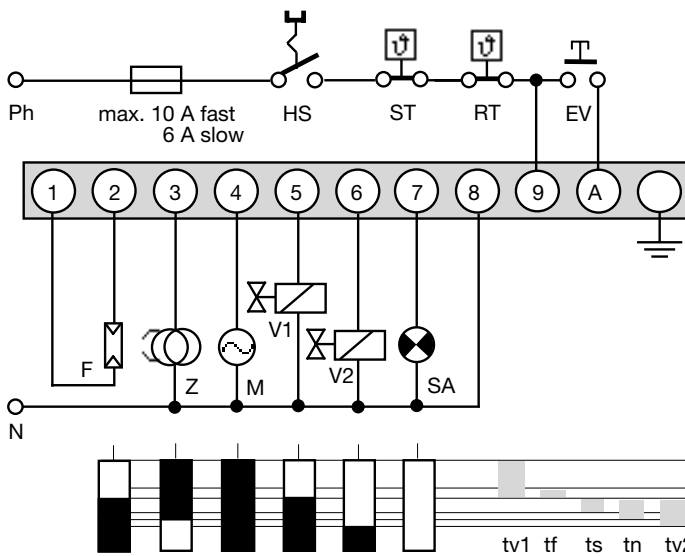 ϑ ϑ
Ph max. 10 A fast HS ST RT EV
6 A slow
1 2 3 4 5 6 7 8 9 A
V1
F Z M V2 SA
N
tv1 tf ts tn tv2